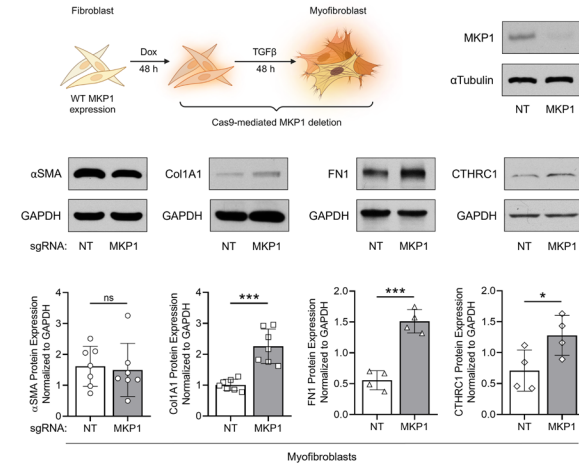 Fibroblast
Myofibroblast
Dox
48 h
TGFβ
48 h
WT MKP1
expression
Cas9-mediated MKP1 deletion
MKP1
αTubulin
NT MKP1
αSMA
GAPDH
sgRNA: NT MKP1
Col1A1
GAPDH
NT MKP1
FN1
GAPDH
NT MKP1
CTHRC1
GAPDH
NT MKP1
αSMA Protein Expression
Normalized to GAPDH
4
3
2
1
0
ns
sgRNA: NT MKP1
Col1A1 Protein Expression
Normalized to GAPDH
4
3
2
1
0
***
NT MKP1
FN1 Protein Expression
Normalized to GAPDH
2.0
1.5
1.0
0.5
0.0
***
NT MKP1
CTHRC1 Protein Expression
Normalized to GAPDH
2.0
1.5
1.0
0.5
0.0
*
NT MKP1
Myofibroblasts